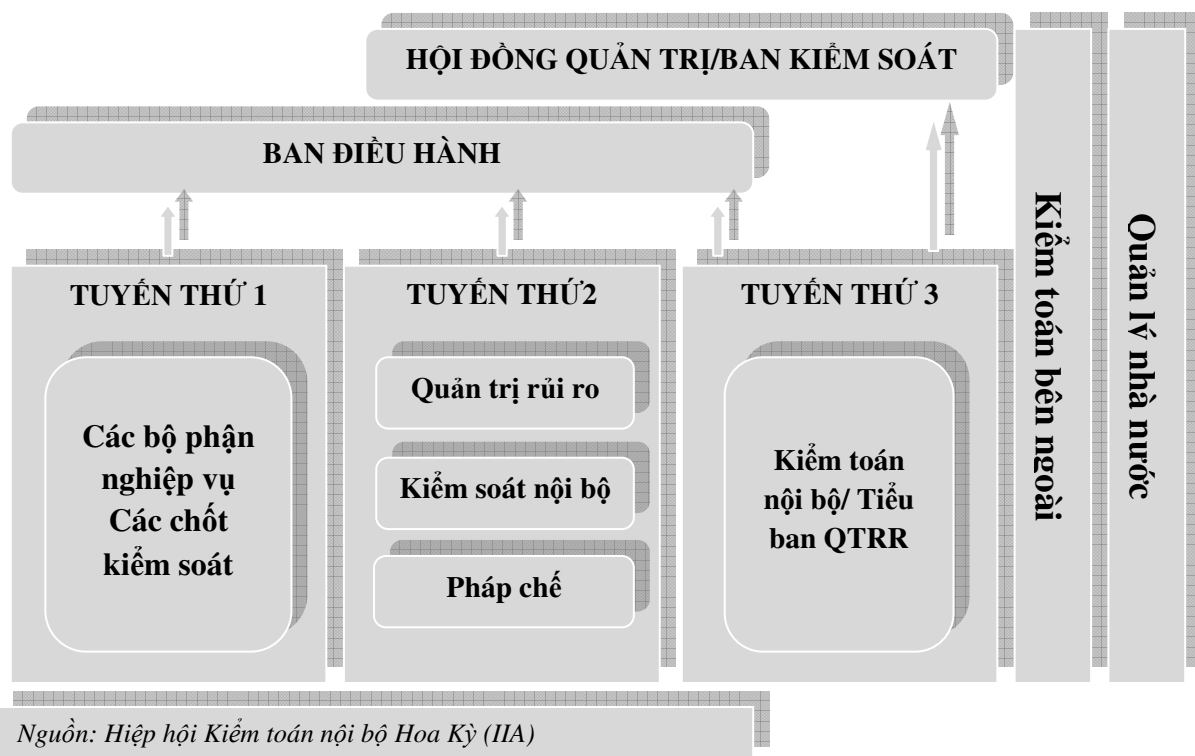 HỘI ĐỒNG QUẢN TRỊ/BAN KIỂM SOÁT
BAN ĐIỀU HÀNH
TUYẾN THỨ 1
Các bộ phận
nghiệp vụ
Các chốt
kiểm soát
TUYẾN THỨ2
Quản trị rủi ro
Kiểm soát nội bộ
Pháp chế
TUYẾN THỨ 3
Kiểm toán
nội bộ/ Tiểu
ban QTRR
Kiểm toán bên ngoài
Quản lý nhà nước
Nguồn: Hiệp hội Kiểm toán nội bộ Hoa Kỳ (IIA)